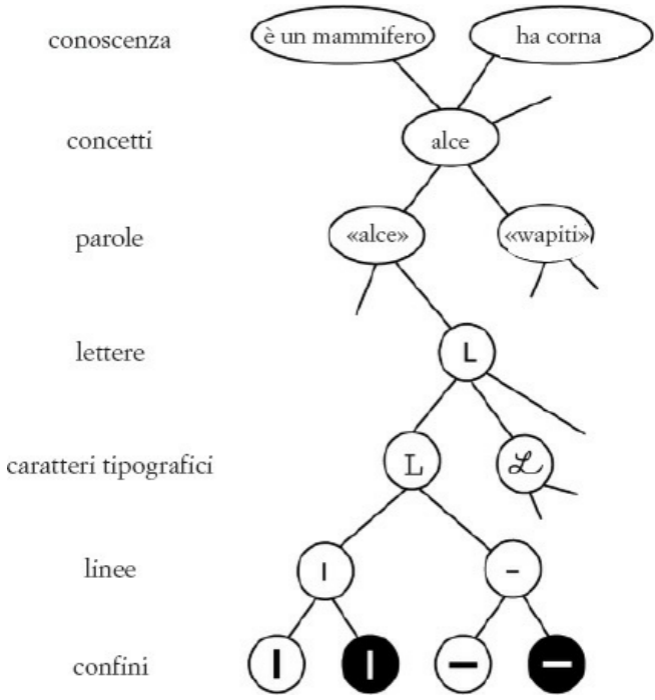 conoscenza è un mammifero ha corna
concetti alce
parole «alce» «wapiti»
lettere L
caratteri tipografici L ℒ
linee
confini